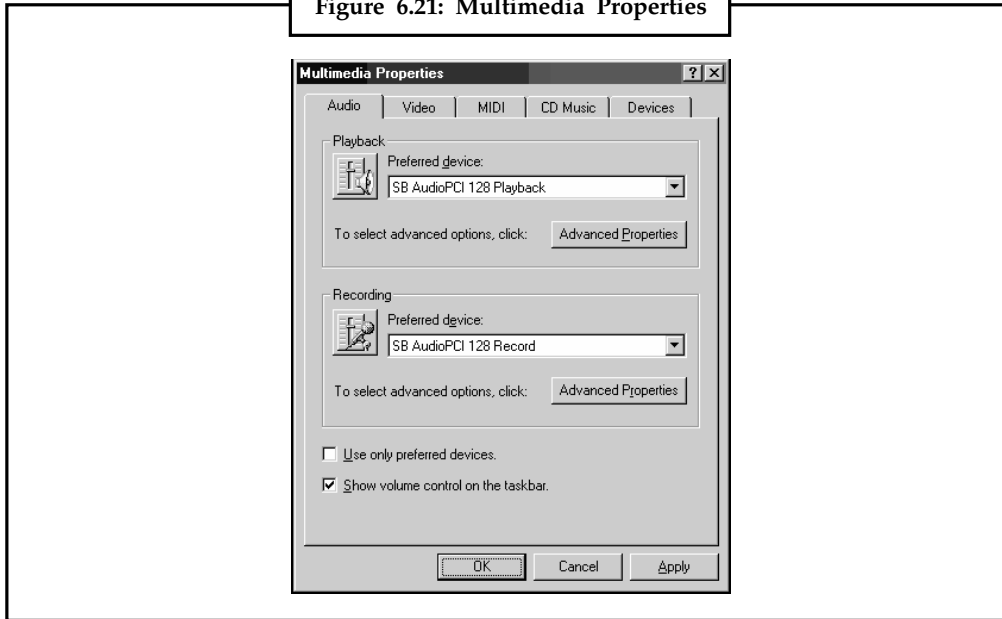 Figure 6.21: Multimedia Properties
Multimedia Properties
Audio Video MIDI CD Music Devices
Playback
Preferred device:
SB AudioPCI 128 Playback
To select advanced options, click: Advanced Properties
Recording
Preferred device:
SB AudioPCI 128 Record
To select advanced options, click: Advanced Properties
Use only preferred devices.
Show volume control on the taskbar.
OK Cancel Apply